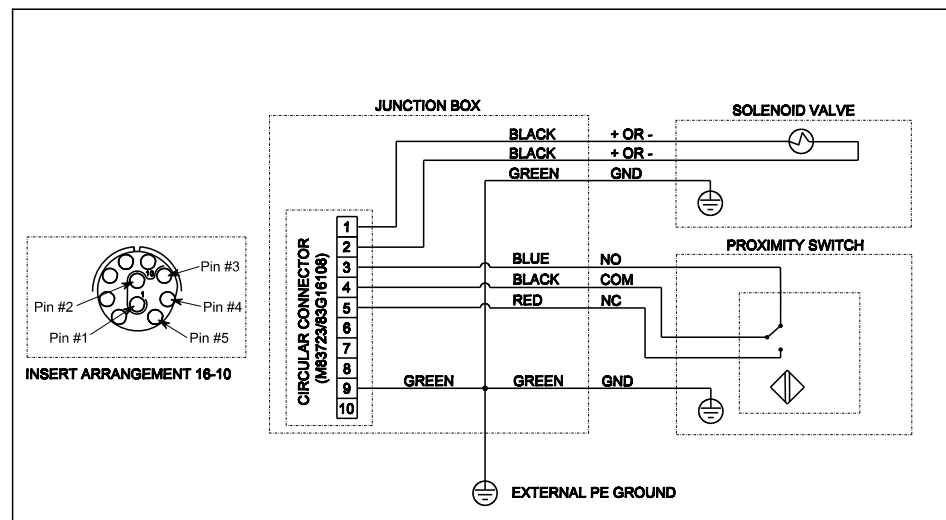 JUNCTION BOX
SOLENOID VALVE
BLACK + OR -
BLACK + OR -
GREEN GND
CIRCULAR CONNECTOR
(M83723/83G16108)
1
2
3
4
5
6
7
8
9
10
PROXIMITY SWITCH
BLUE NO
BLACK COM
RED NC
GREEN GREEN GND
10
1
Pin #3
Pin #2
Pin #4
Pin #1
Pin #5
INSERT ARRANGEMENT 16-10
EXTERNAL PE GROUND